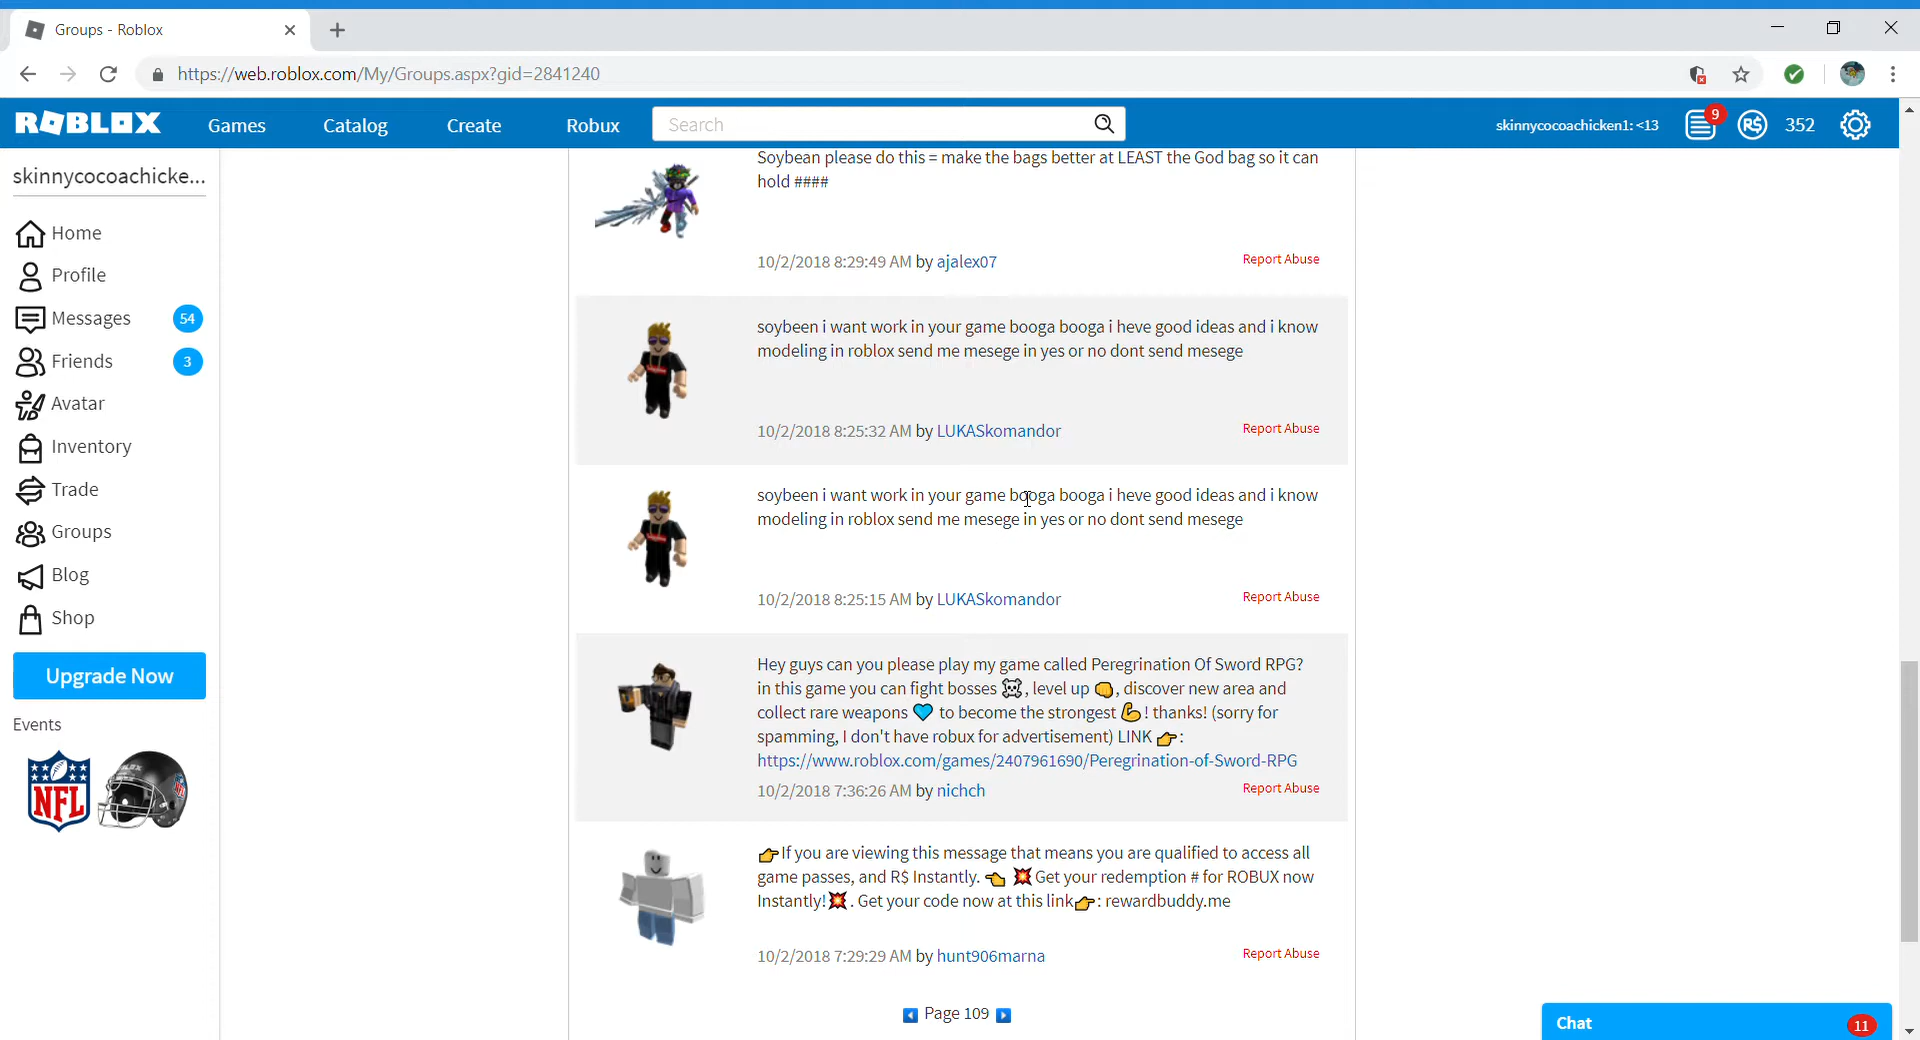 Groups - Roblox
https://web.roblox.com/My/Groups.aspx?gid=2841240
ROBLOX
Games
Catalog
Create
Robux
Search
skinnycocoachicken1: <13
9
R$
352
skinnycocoachicke...
Home
Profile
Messages
54
Friends
3
Avatar
Inventory
Trade
Groups
Blog
Shop
Upgrade Now
Events
NFL
Soybean please do this = make the bags better at LEAST the God bag so it can
hold ####
10/2/2018 8:29:49 AM by ajalex07
Report Abuse
soybeen i want work in your game booga booga i heve good ideas and i know
modeling in roblox send me mesege in yes or no dont send mesege
10/2/2018 8:25:32 AM by LUKASkomandor
Report Abuse
soybeen i want work in your game booga booga i heve good ideas and i know
modeling in roblox send me mesege in yes or no dont send mesege
10/2/2018 8:25:15 AM by LUKASkomandor
Report Abuse
Hey guys can you please play my game called Peregrination Of Sword RPG?
in this game you can fight bosses ☠, level up 👊, discover new area and
collect rare weapons 💙 to become the strongest 💪! thanks! (sorry for
spamming, I don't have robux for advertisement) LINK 👉:
https://www.roblox.com/games/2407961690/Peregrination-of-Sword-RPG
10/2/2018 7:36:26 AM by nichch
Report Abuse
👉If you are viewing this message that means you are qualified to access all
game passes, and R$ Instantly. 👈 💥Get your redemption # for ROBUX now
Instantly!💥. Get your code now at this link👉: rewardbuddy.me
10/2/2018 7:29:29 AM by hunt906marna
Report Abuse
Page 109
Chat
11